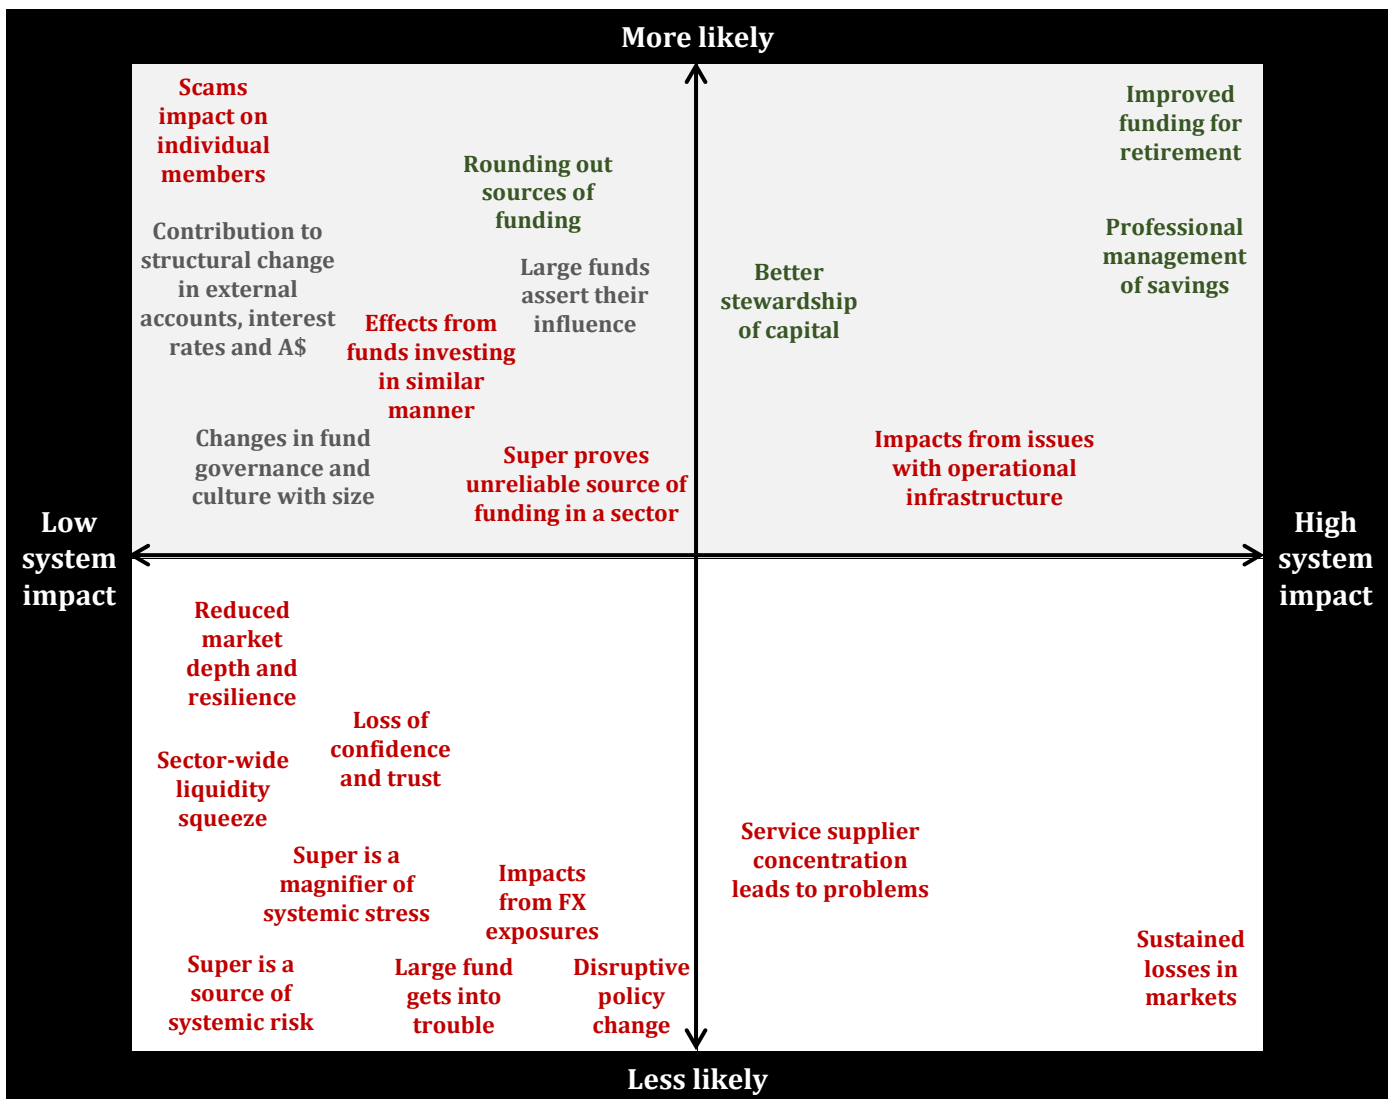 More likely
Scams
impact on
individual
members
Rounding out
sources of
funding
Improved
funding for
retirement
Contribution to
structural change
in external
accounts, interest
rates and A$
Large funds
assert their
influence
Effects from
funds investing
in similar
manner
Better
stewardship
of capital
Professional
management
of savings
Changes in fund
governance and
culture with size
Super proves
unreliable source of
funding in a sector
Impacts from issues
with operational
infrastructure
Low
system
impact
High
system
impact
Reduced
market
depth and
resilience
Loss of
confidence
and trust
Sector-wide
liquidity
squeeze
Super is a
magnifier of
systemic stress
Impacts
from FX
exposures
Service supplier
concentration
leads to problems
Super is a
source of
systemic risk
Large fund
gets into
trouble
Disruptive
policy
change
Sustained
losses in
markets
Less likely